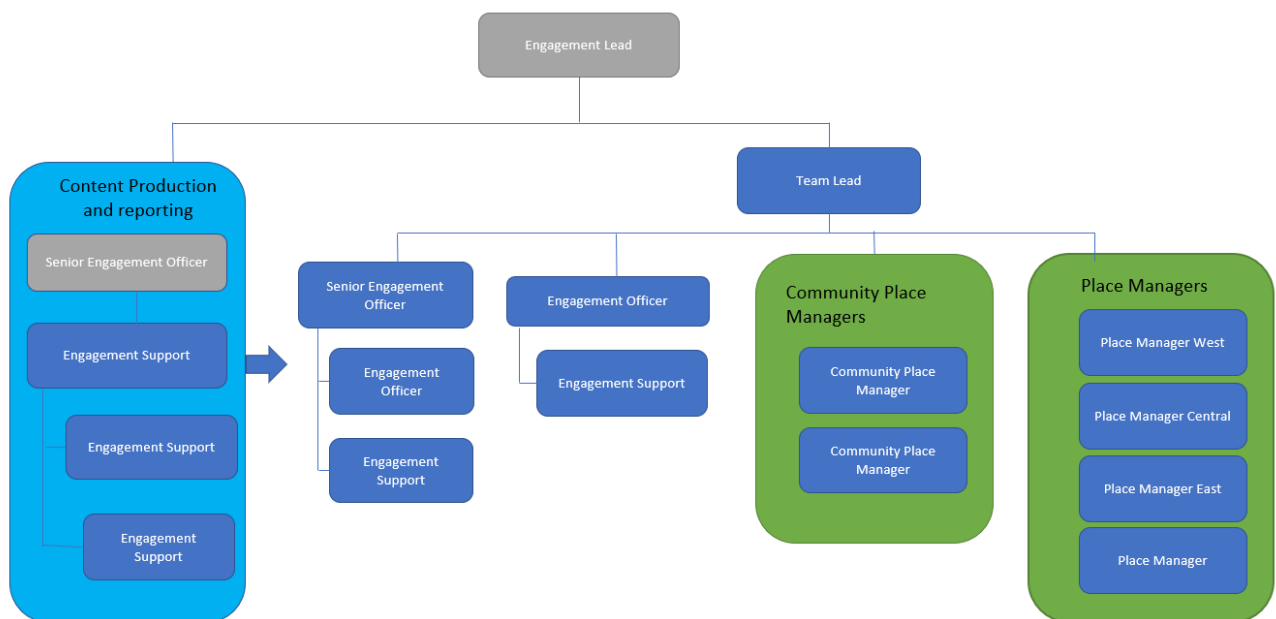 Engagement Lead
Team Lead
Content Production
and reporting
Senior Engagement Officer
Engagement Support
Engagement Support
Engagement
Support
Senior Engagement
Officer
Engagement
Officer
Engagement
Support
Engagement Officer
Engagement Support
Community Place
Managers
Community Place
Manager
Community Place
Manager
Place Managers
Place Manager West
Place Manager Central
Place Manager East
Place Manager